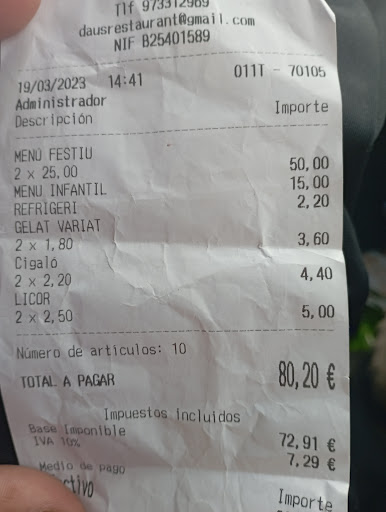 Tlf 973312969
dausrestaurant@gmail.com
NIF B25401589
19/03/2023 14:41 011T - 70105
Administrador
Descripción Importe
MENÚ FESTIU
2 x 25,00 50,00
MENU INFANTIL 15,00
REFRIGERI 2,20
GELAT VARIAT
2 x 1,80 3,60
Cigaló
2 x 2,20 4,40
LICOR
2 x 2,50 5,00
Número de articulos: 10
TOTAL A PAGAR 80,20 €
Impuestos incluidos
Base Imponible 72,91 €
IVA 10% 7,29 €
Medio de pago
Importe